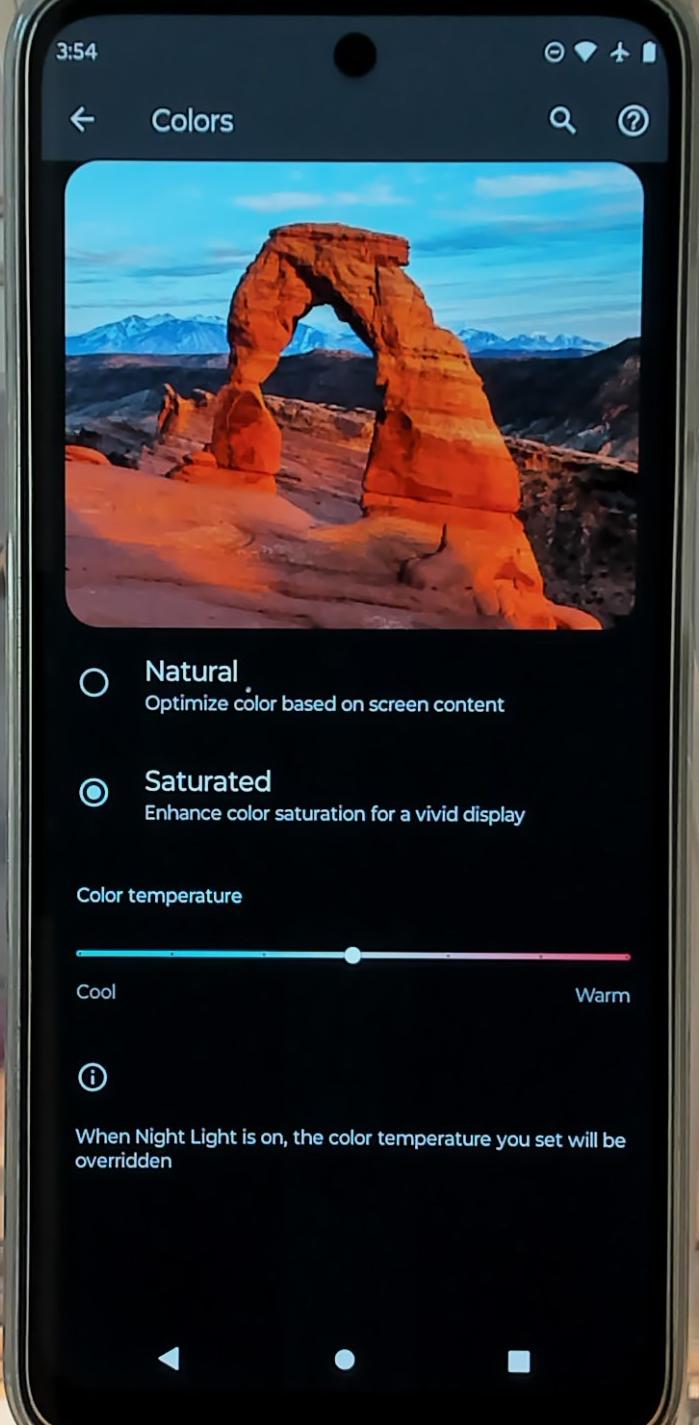 3:54
Colors
Natural
Optimize color based on screen content
Saturated
Enhance color saturation for a vivid display
Color temperature
Cool
Warm
When Night Light is on, the color temperature you set will be
overridden